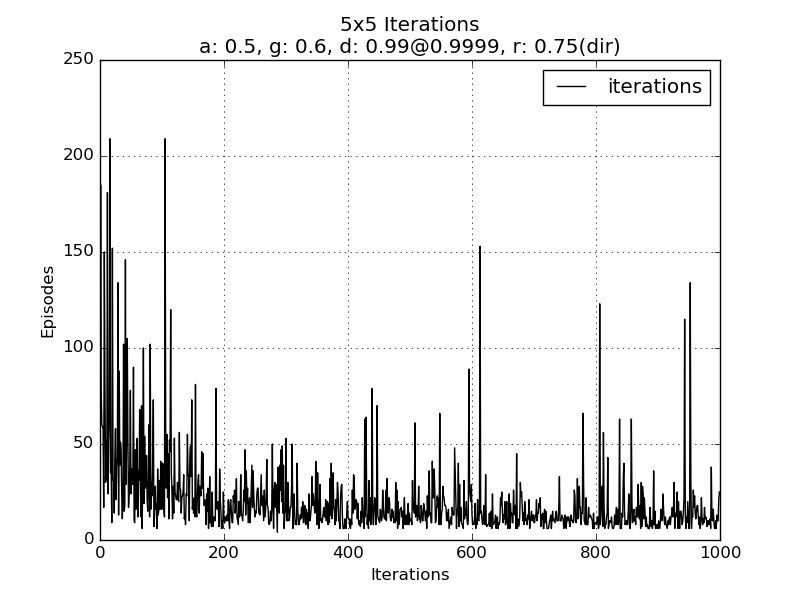 5x5 Iterations
a: 0.5, g: 0.6, d: 0.99@0.9999, r: 0.75(dir)
iterations
250
200
150
100
50
0
Episodes
0 200 400 600 800 1000
Iterations